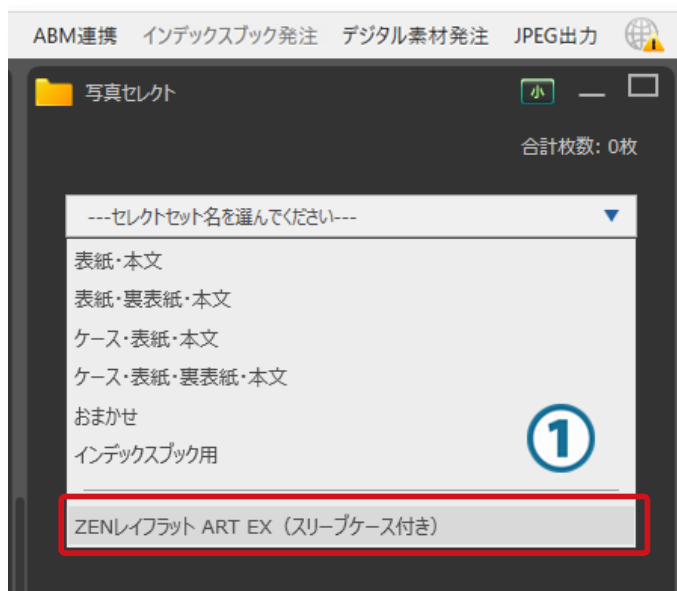 ABM連携 インデックスブック発注 デジタル素材発注 JPEG出力
写真セレクト 小
合計枚数: 0枚
---セレクトセット名を選んでください---
表紙・本文
表紙・裏表紙・本文
ケース・表紙・本文
ケース・表紙・裏表紙・本文
おまかせ
インデックスブック用
①
ZENレイフラット ART EX（スリーブケース付き）